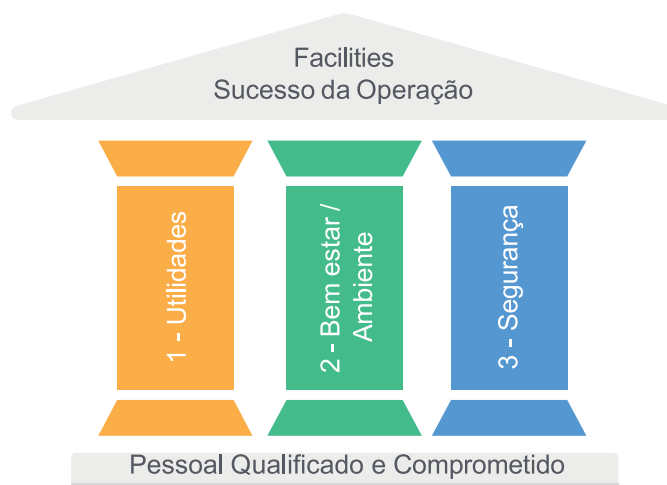 Facilities
Sucesso da Operação
1 - Utilidades
2 - Bem estar /
Ambiente
3 - Segurança
Pessoal Qualificado e Comprometido